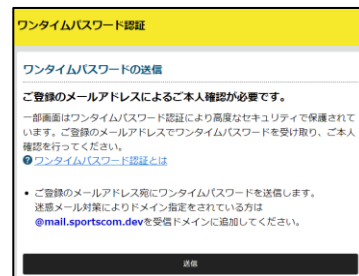 ワンタイムパスワード認証
ワンタイムパスワードの送信
ご登録のメールアドレスによるご本人確認が必要です。
一部画面はワンタイムパスワード認証により高度なセキュリティで保護されて
います。ご登録のメールアドレスでワンタイムパスワードを受け取り、ご本人
確認を行ってください。
?ワンタイムパスワード認証とは
• ご登録のメールアドレス宛にワンタイムパスワードを送信します。
迷惑メール対策によりドメイン指定をされている方は
@mail.sportscom.devを受信ドメインに追加してください。
送信